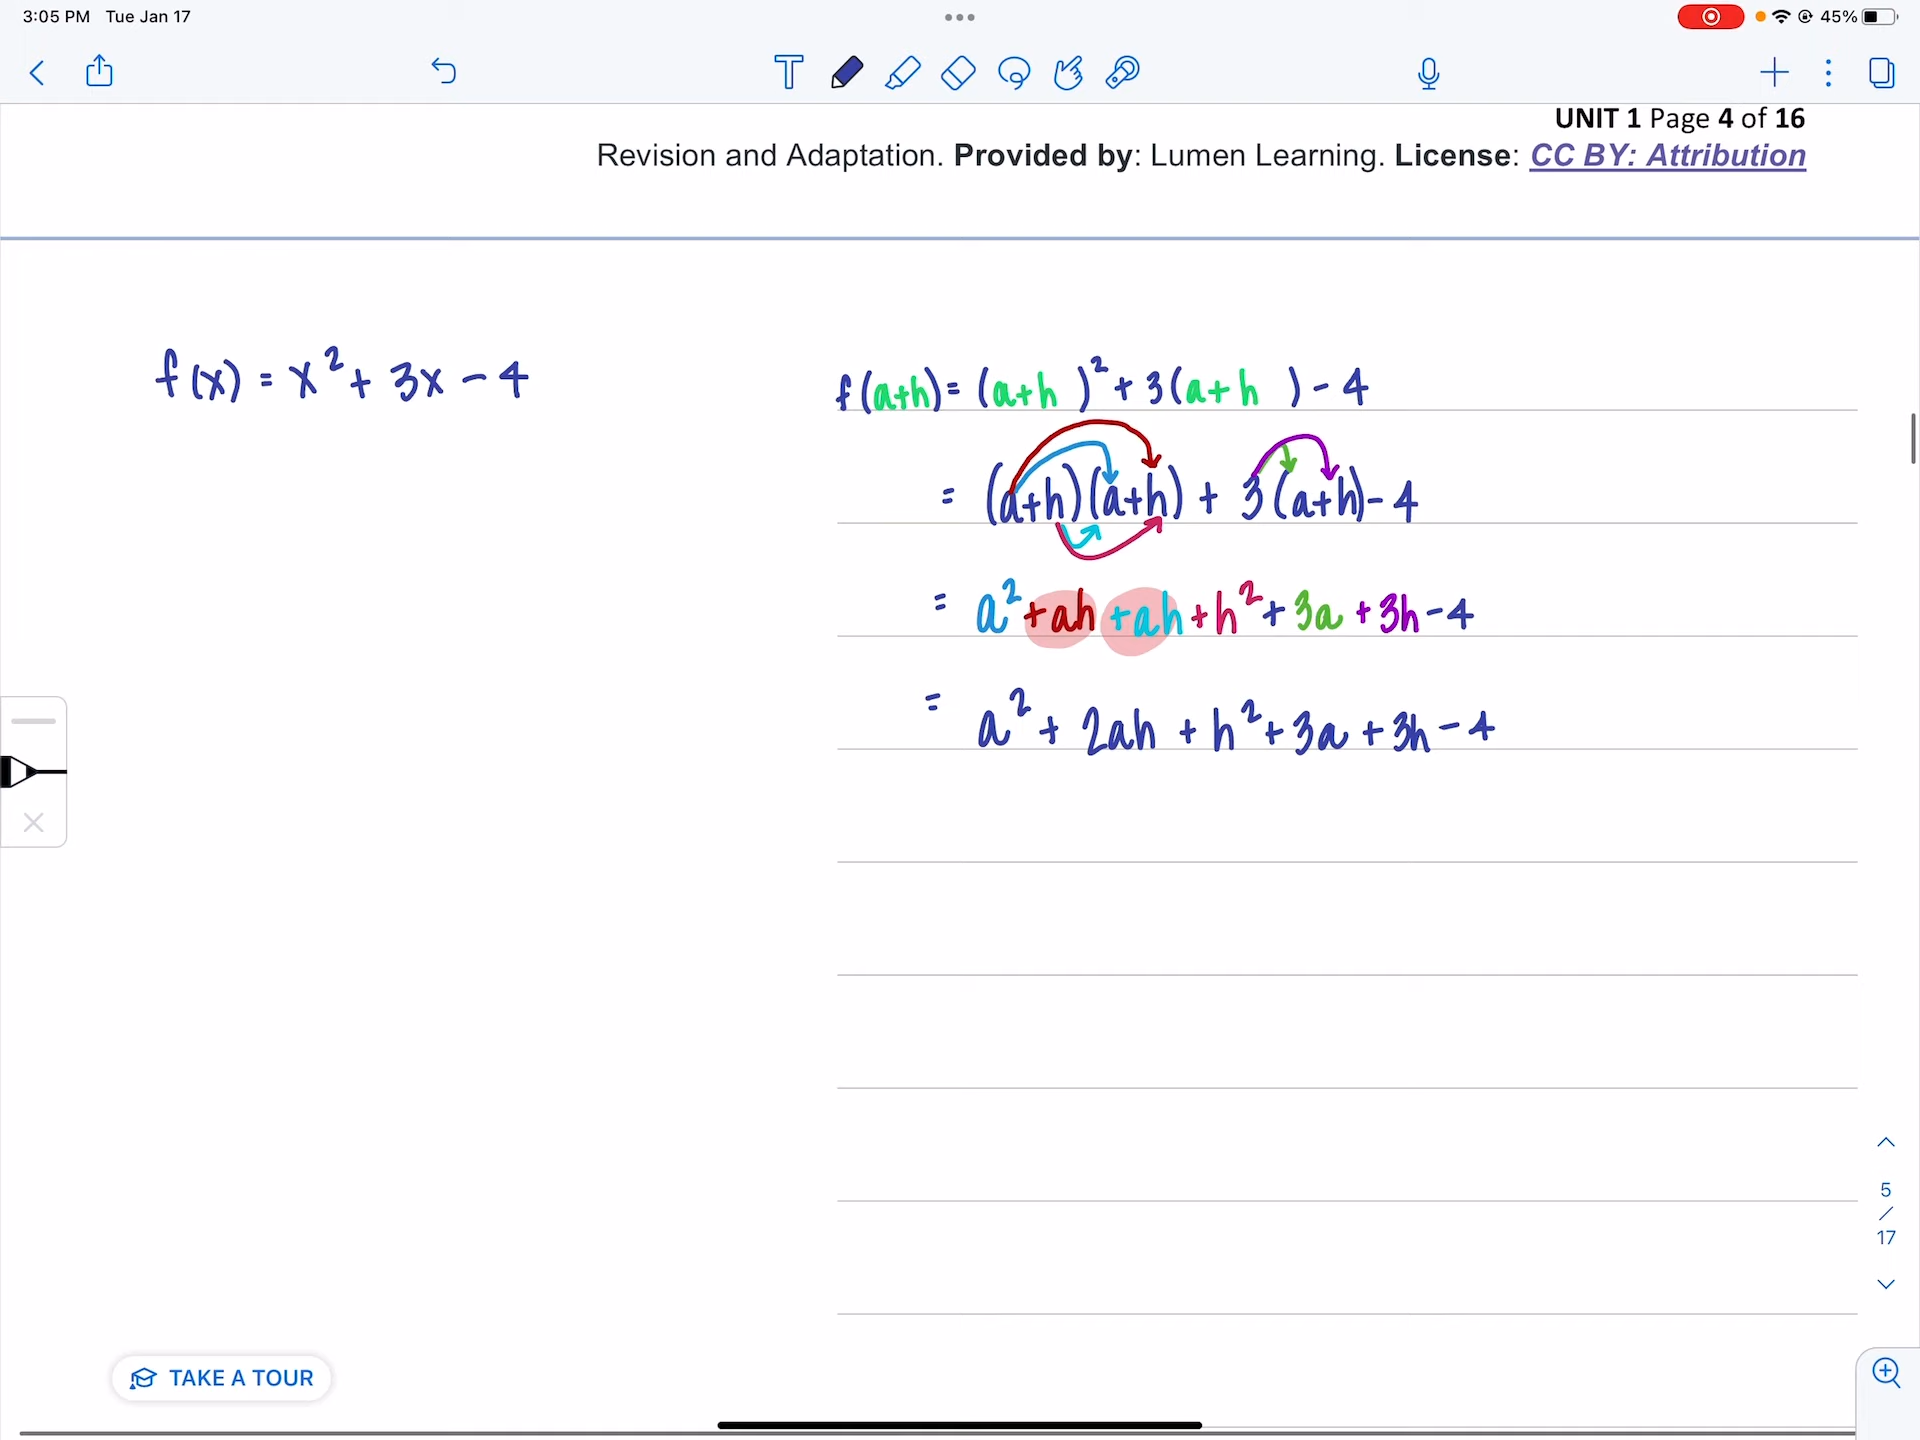 3:05 PM Tue Jan 17
45%
UNIT 1 Page 4 of 16
Revision and Adaptation. Provided by: Lumen Learning. License: CC BY: Attribution
f(x) = x² + 3x - 4
f(a+h) = (a+h )² + 3(a+h ) - 4
= (a+h)(a+h) + 3(a+h) - 4
= a² + ah + ah + h² + 3a + 3h - 4
= a² + 2ah + h² + 3a + 3h - 4
5
/
17
TAKE A TOUR